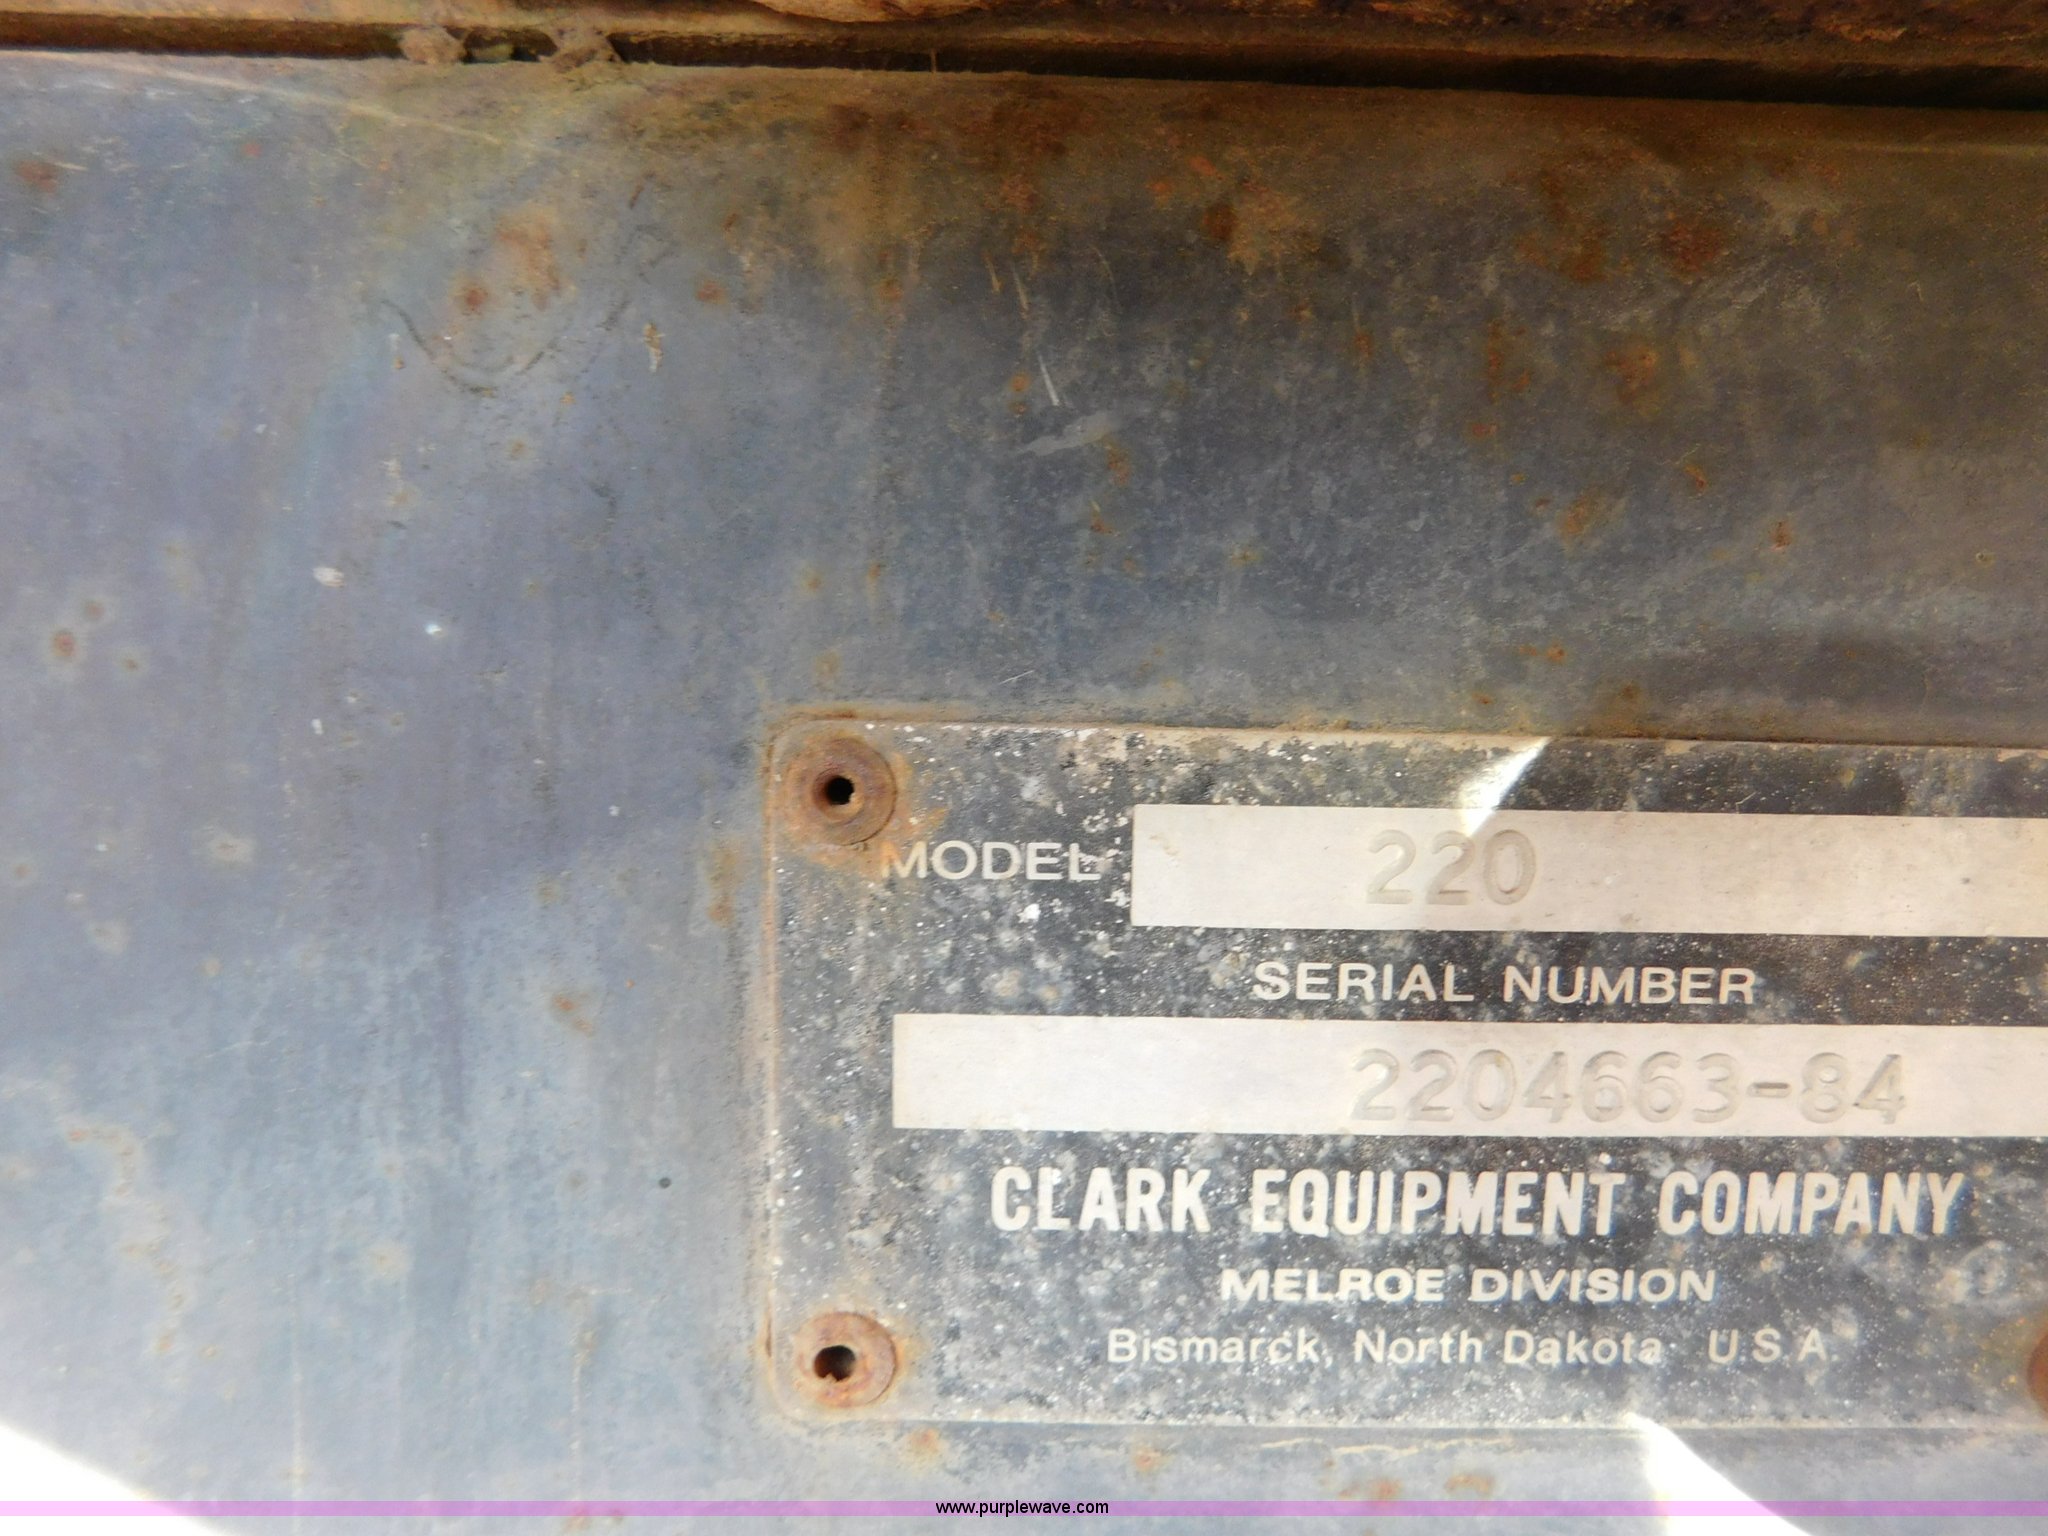 MODEL 220
SERIAL NUMBER
2204663-84
CLARK EQUIPMENT COMPANY
MELROE DIVISION
Bismarck, North Dakota U.S.A.
www.purplewave.com